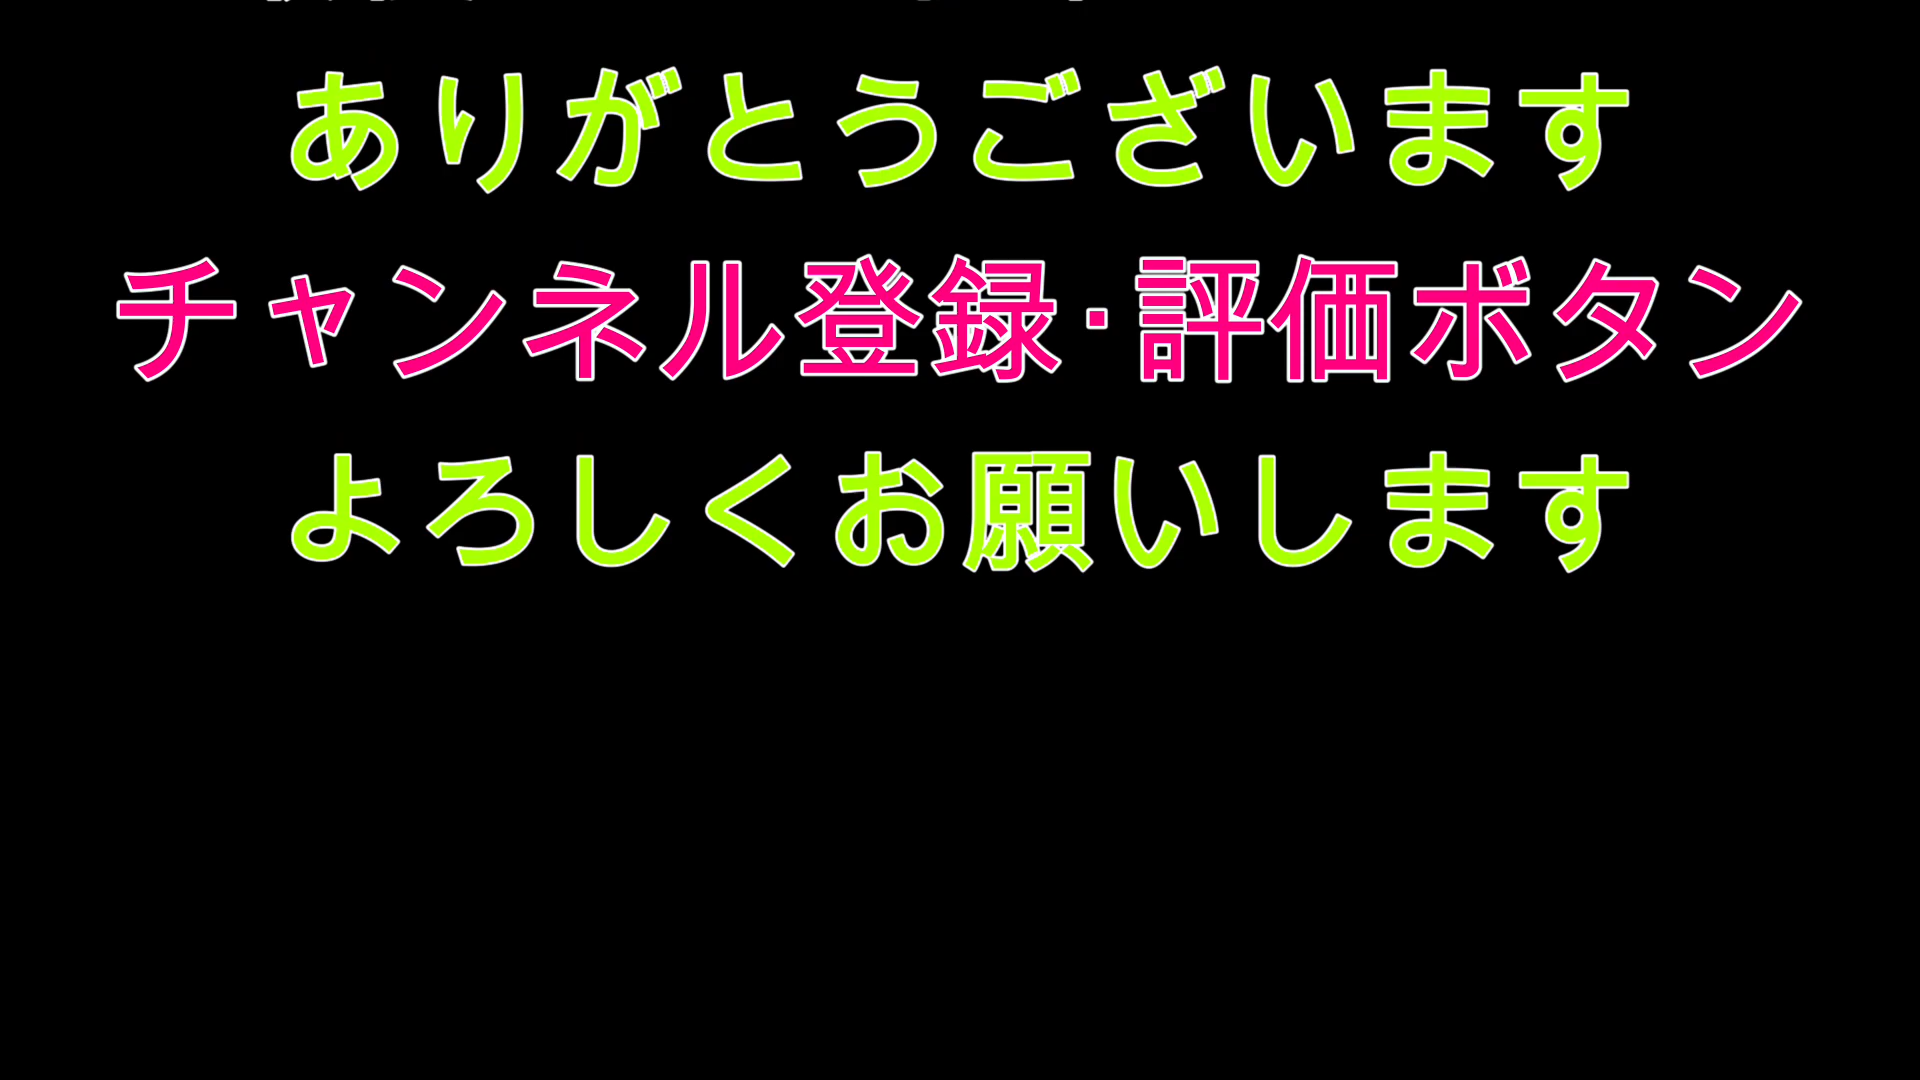 ありがとうございます
チャンネル登録･評価ボタン
よろしくお願いします